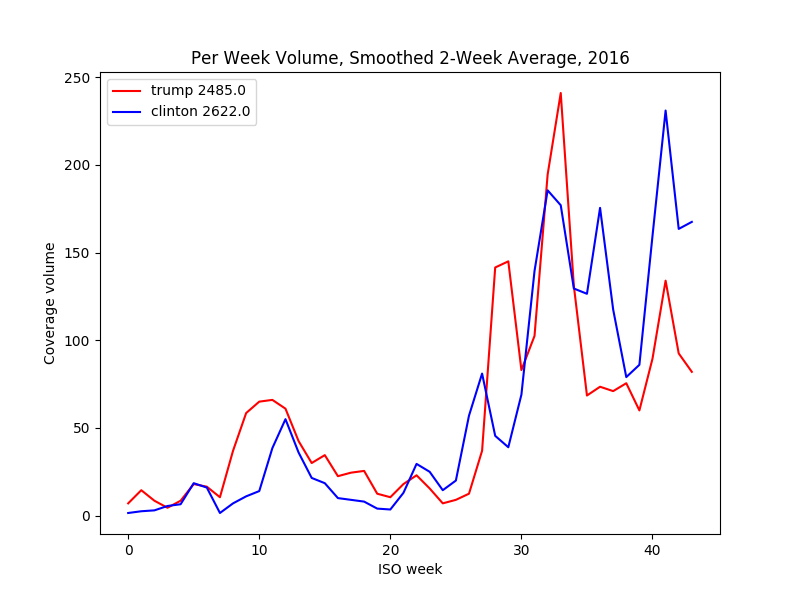 Per Week Volume, Smoothed 2-Week Average, 2016
trump 2485.0
clinton 2622.0
250
200
150
100
50
0
Coverage volume
0 10 20 30 40
ISO week